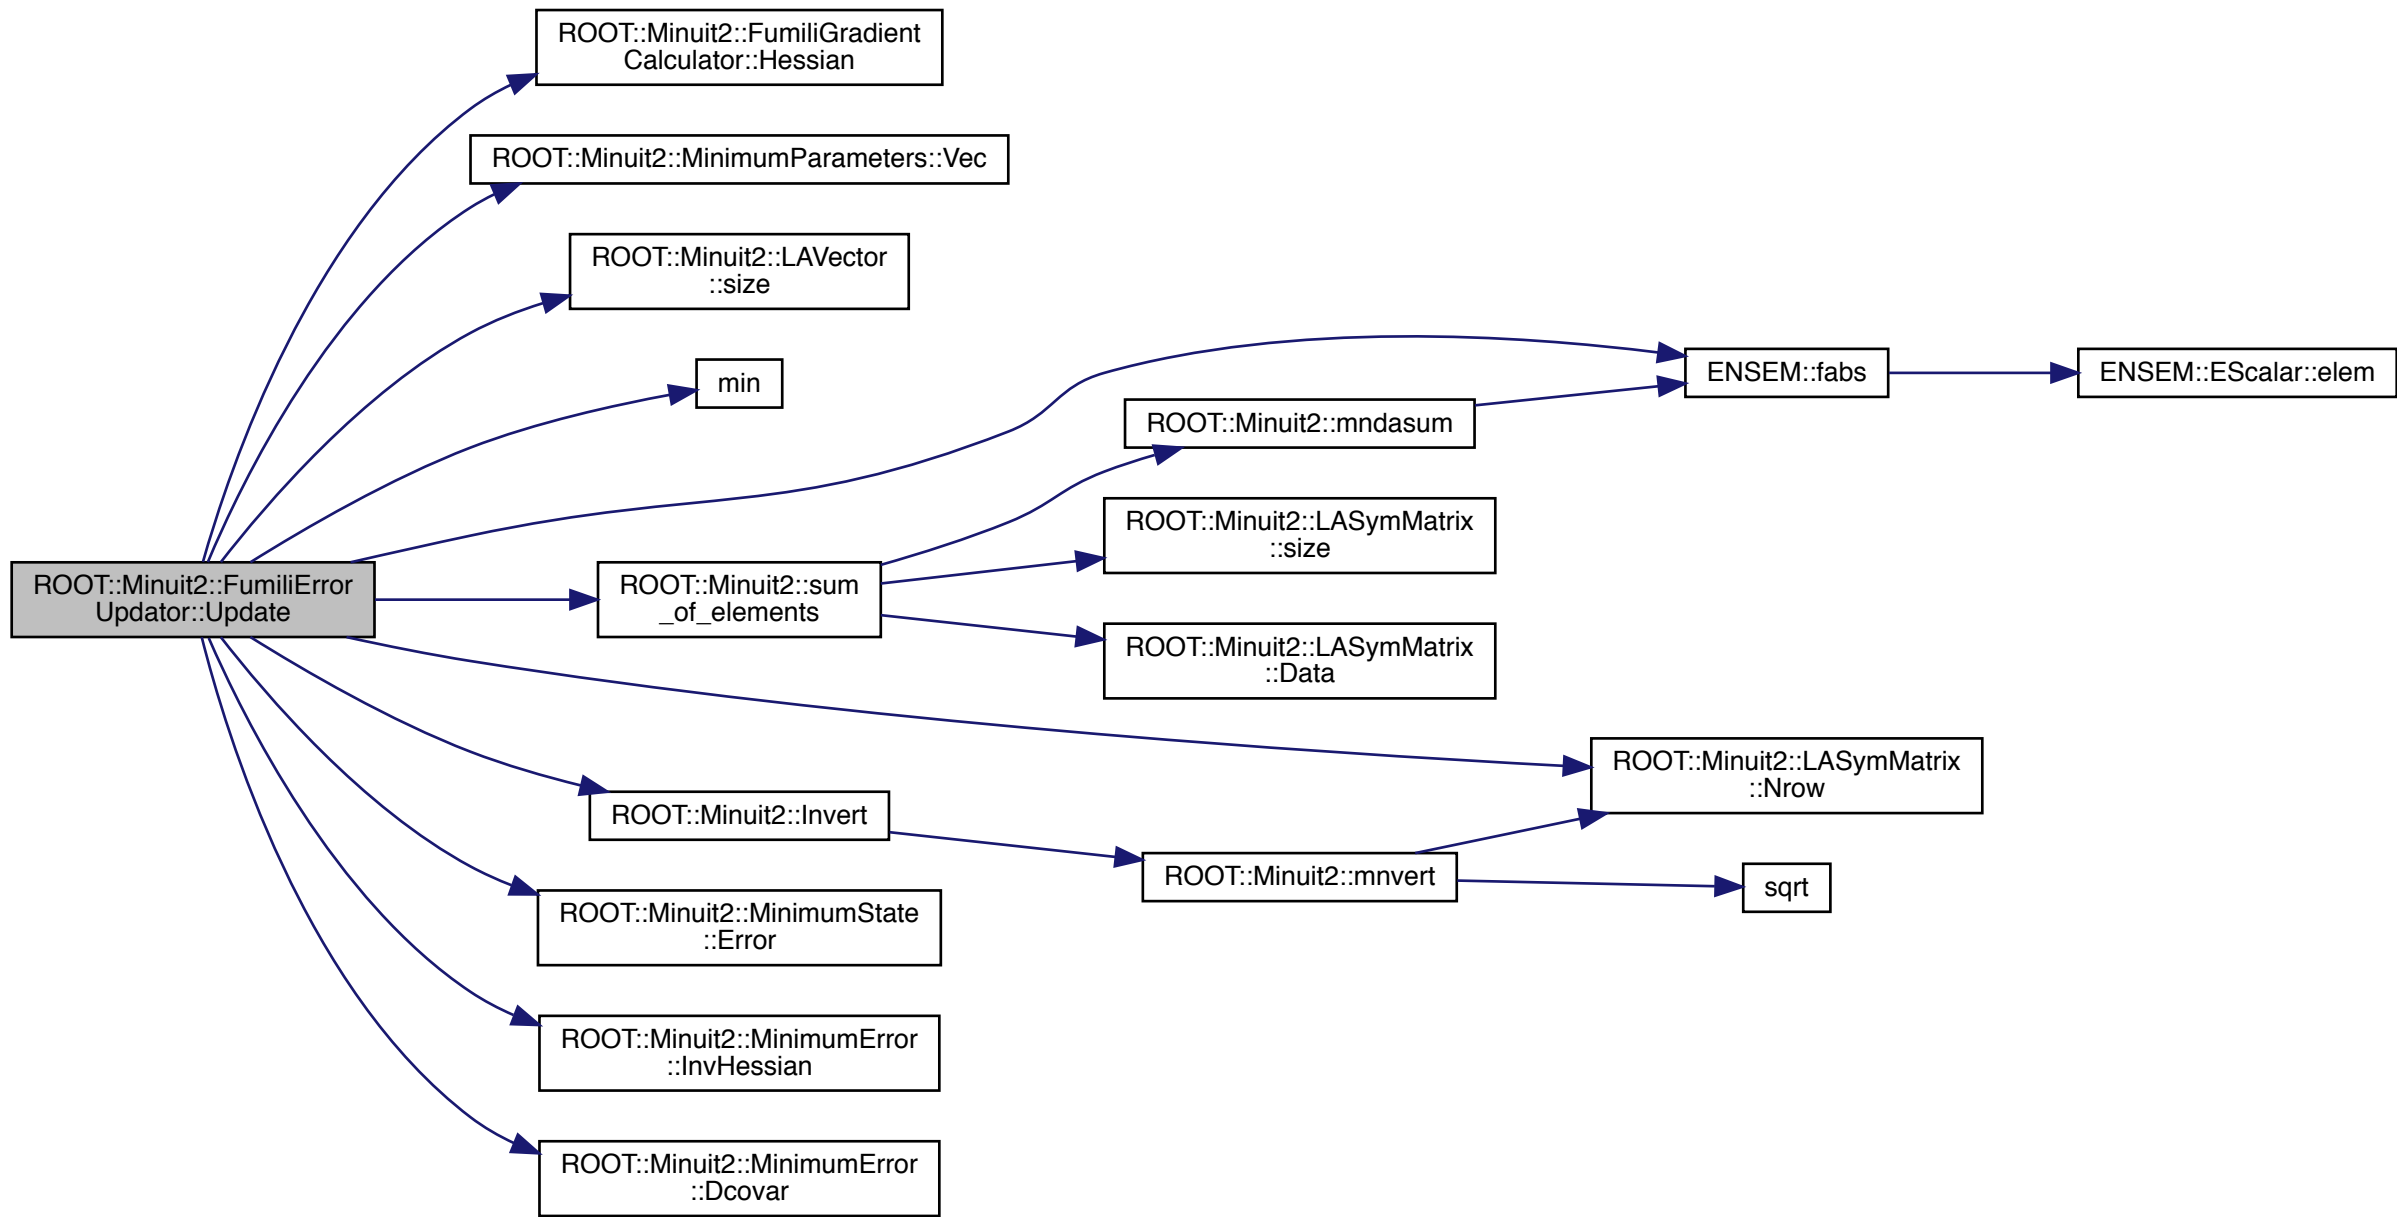 ROOT::Minuit2::FumiliError
Updator::Update
ROOT::Minuit2::FumiliGradient
Calculator::Hessian
ROOT::Minuit2::MinimumParameters::Vec
ROOT::Minuit2::LAVector
::size
min
ROOT::Minuit2::sum
_of_elements
ROOT::Minuit2::Invert
ROOT::Minuit2::MinimumState
::Error
ROOT::Minuit2::MinimumError
::InvHessian
ROOT::Minuit2::MinimumError
::Dcovar
ROOT::Minuit2::mndasum
ROOT::Minuit2::LASymMatrix
::size
ROOT::Minuit2::LASymMatrix
::Data
ROOT::Minuit2::mnvert
ENSEM::fabs
ROOT::Minuit2::LASymMatrix
::Nrow
sqrt
ENSEM::EScalar::elem